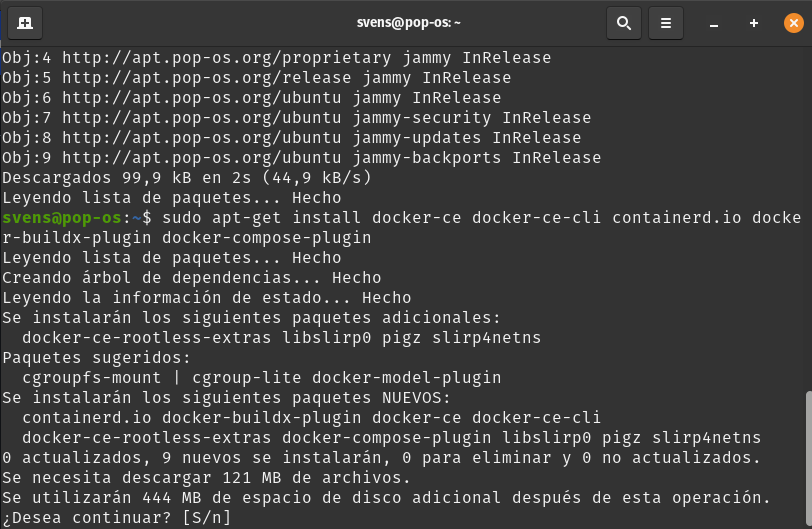 svens@pop-os: ~
Obj:4 http://apt.pop-os.org/proprietary jammy InRelease
Obj:5 http://apt.pop-os.org/release jammy InRelease
Obj:6 http://apt.pop-os.org/ubuntu jammy InRelease
Obj:7 http://apt.pop-os.org/ubuntu jammy-security InRelease
Obj:8 http://apt.pop-os.org/ubuntu jammy-updates InRelease
Obj:9 http://apt.pop-os.org/ubuntu jammy-backports InRelease
Descargados 99,9 kB en 2s (44,9 kB/s)
Leyendo lista de paquetes... Hecho
svens@pop-os:~$ sudo apt-get install docker-ce docker-ce-cli containerd.io docke
r-buildx-plugin docker-compose-plugin
Leyendo lista de paquetes... Hecho
Creando árbol de dependencias... Hecho
Leyendo la información de estado... Hecho
Se instalarán los siguientes paquetes adicionales:
  docker-ce-rootless-extras libslirp0 pigz slirp4netns
Paquetes sugeridos:
  cgroupfs-mount | cgroup-lite docker-model-plugin
Se instalarán los siguientes paquetes NUEVOS:
  containerd.io docker-buildx-plugin docker-ce docker-ce-cli
  docker-ce-rootless-extras docker-compose-plugin libslirp0 pigz slirp4netns
0 actualizados, 9 nuevos se instalarán, 0 para eliminar y 0 no actualizados.
Se necesita descargar 121 MB de archivos.
Se utilizarán 444 MB de espacio de disco adicional después de esta operación.
¿Desea continuar? [S/n]